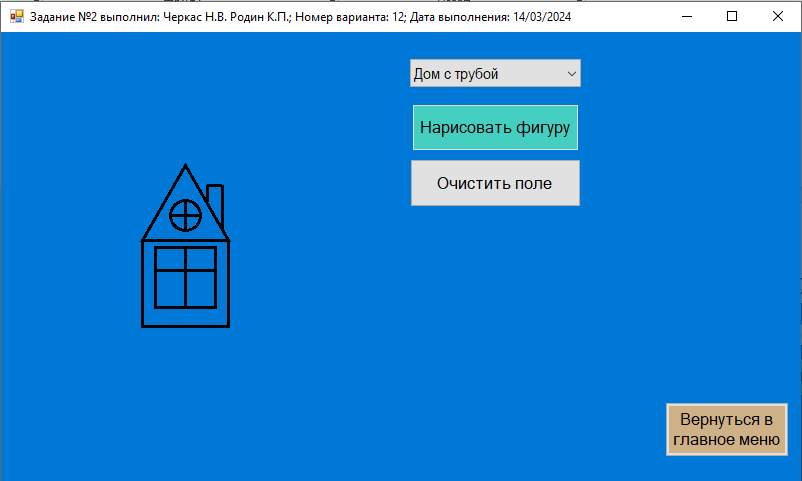 Задание №2 выполнил: Черкас Н.В. Родин К.П.; Номер варианта: 12; Дата выполнения: 14/03/2024
Дом с трубой
Нарисовать фигуру
Очистить поле
Вернуться в
главное меню